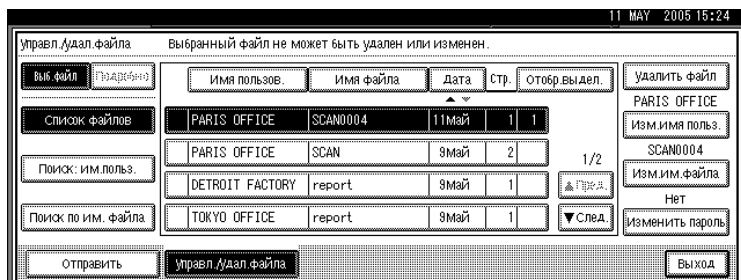 11 MAY 2005 15:24
Управл./удал.файла Выбранный файл не может быть удален или изменен.
Выб.файл Подробно
Имя пользов. Имя файла Дата Стр. Отобр.выдел. Удалить файл
PARIS OFFICE
Список файлов PARIS OFFICE SCAN0004 11Май 1 1 Изм.имя польз.
SCAN0004
PARIS OFFICE SCAN 9Май 2 1/2
Поиск: им.польз. Изм.им.файла
DETROIT FACTORY report 9Май 1 ▲Пред.
Нет
Поиск по им. файла TOKYO OFFICE report 9Май 1 ▼След. Изменить пароль
Отправить Управл./удал.файла Выход